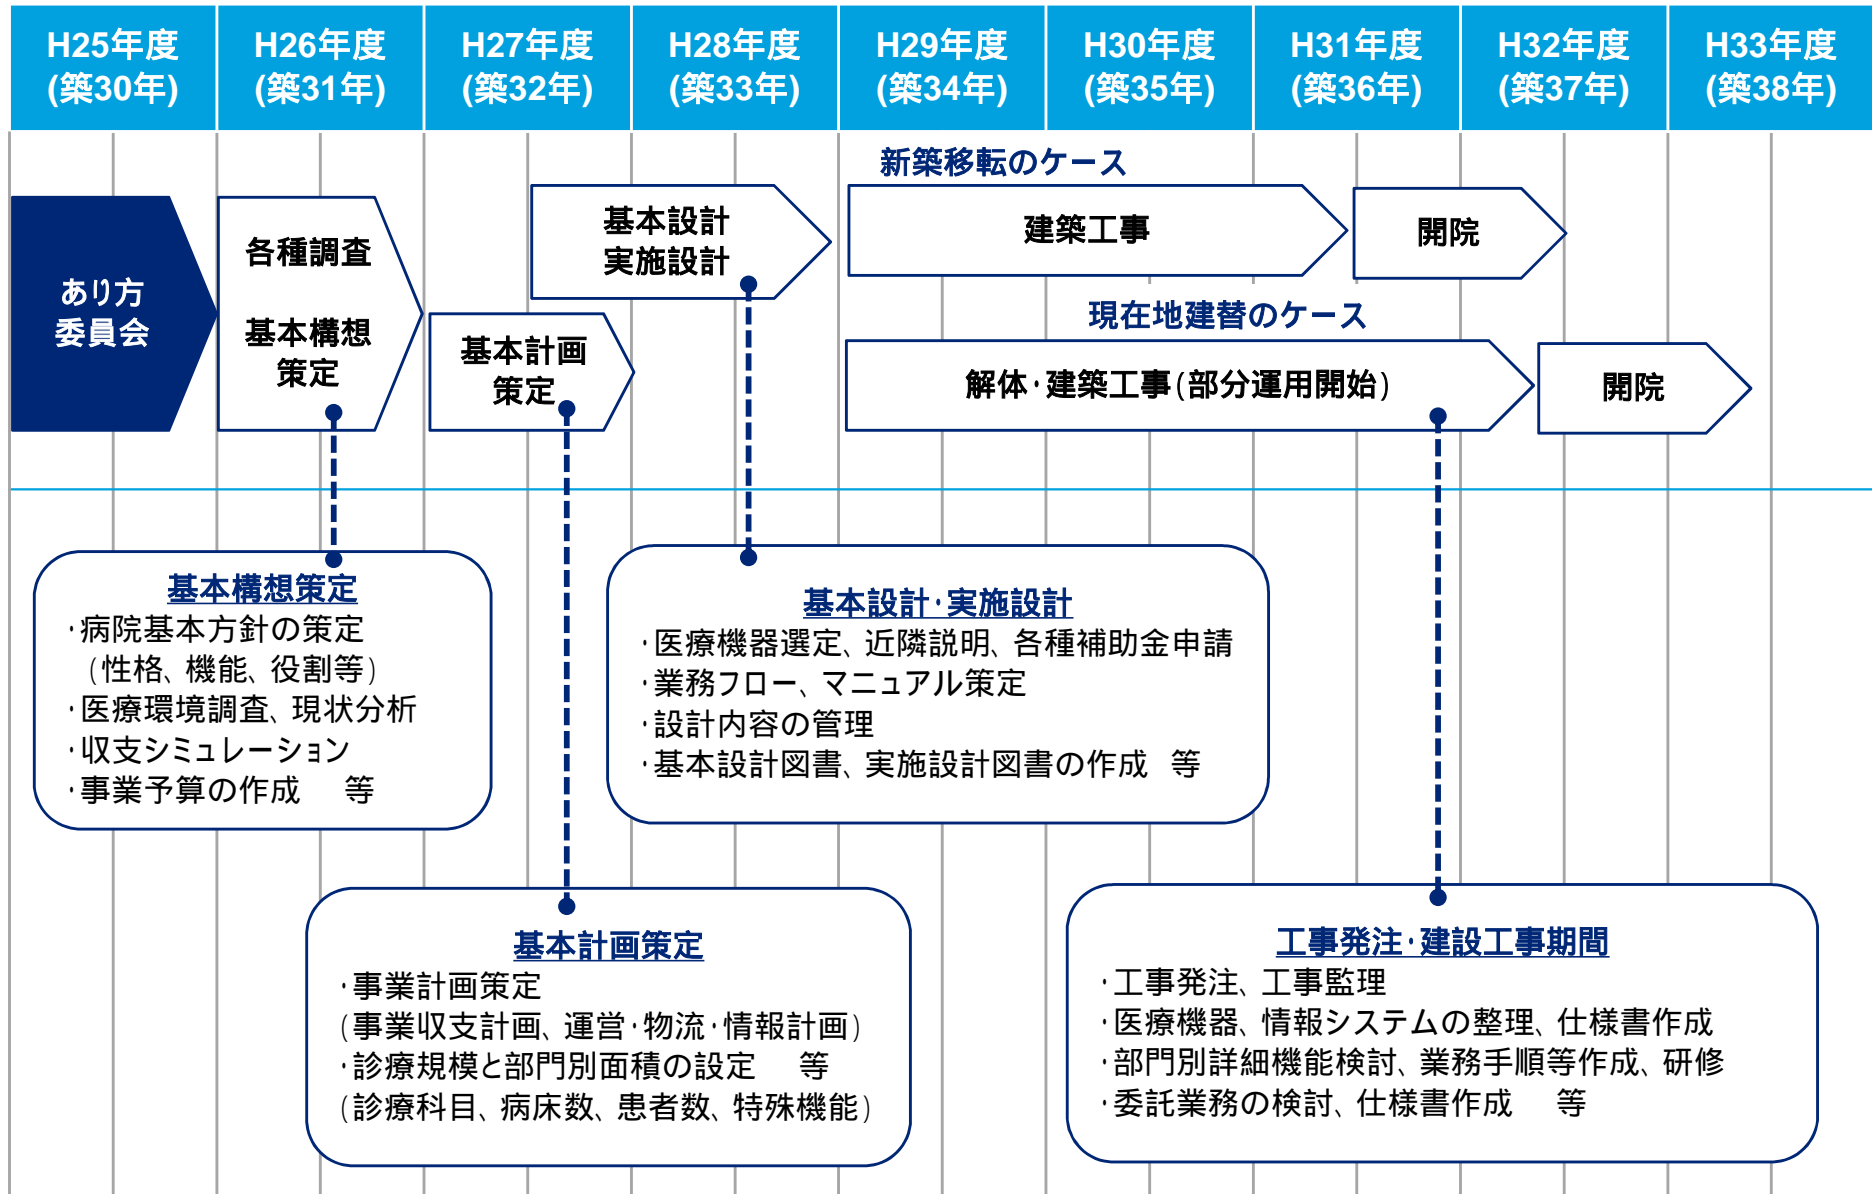 H25年度
(築30年)
H26年度
(築31年)
H27年度
(築32年)
H28年度
(築33年)
H29年度
(築34年)
H30年度
(築35年)
H31年度
(築36年)
H32年度
(築37年)
H33年度
(築38年)
あり方
委員会
各種調査
基本構想
策定
基本計画
策定
基本設計
実施設計
新築移転のケース
建築工事
開院
現在地建替のケース
解体・建築工事(部分運用開始)
開院
基本構想策定
・病院基本方針の策定
(性格、機能、役割等)
・医療環境調査、現状分析
・収支シミュレーション
・事業予算の作成 等
基本設計・実施設計
・医療機器選定、近隣説明、各種補助金申請
・業務フロー、マニュアル策定
・設計内容の管理
・基本設計図書、実施設計図書の作成 等
基本計画策定
・事業計画策定
(事業収支計画、運営・物流・情報計画)
・診療規模と部門別面積の設定 等
(診療科目、病床数、患者数、特殊機能)
工事発注・建設工事期間
・工事発注、工事監理
・医療機器、情報システムの整理、仕様書作成
・部門別詳細機能検討、業務手順等作成、研修
・委託業務の検討、仕様書作成 等